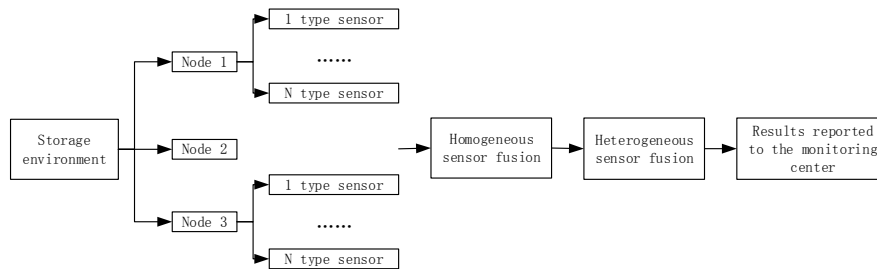 1 type sensor
Node 1
......
N type sensor
Storage
environment
Node 2
1 type sensor
Node 3
......
N type sensor
Homogeneous
sensor fusion
Heterogeneous
sensor fusion
Results reported
to the monitoring
center